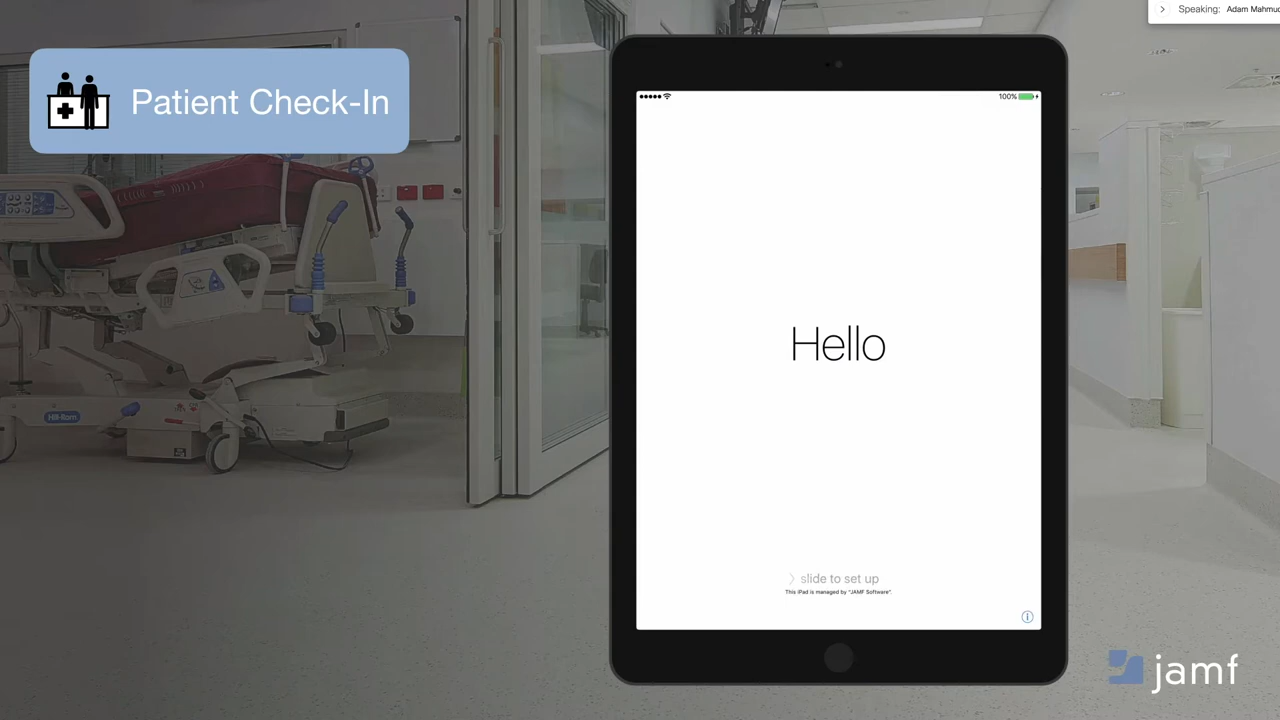 Speaking: Adam Mahmud
Patient Check-In
100%
Hello
slide to set up
This iPad is managed by "JAMF Software".
Hill-Rom
jamf